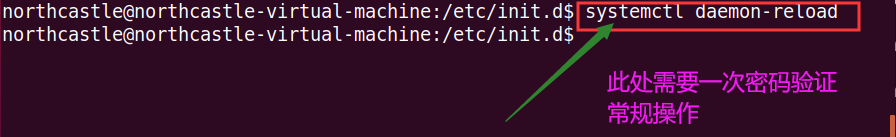 northcastle@northcastle-virtual-machine:/etc/init.d$ systemctl daemon-reload
northcastle@northcastle-virtual-machine:/etc/init.d$
此处需要一次密码验证
常规操作